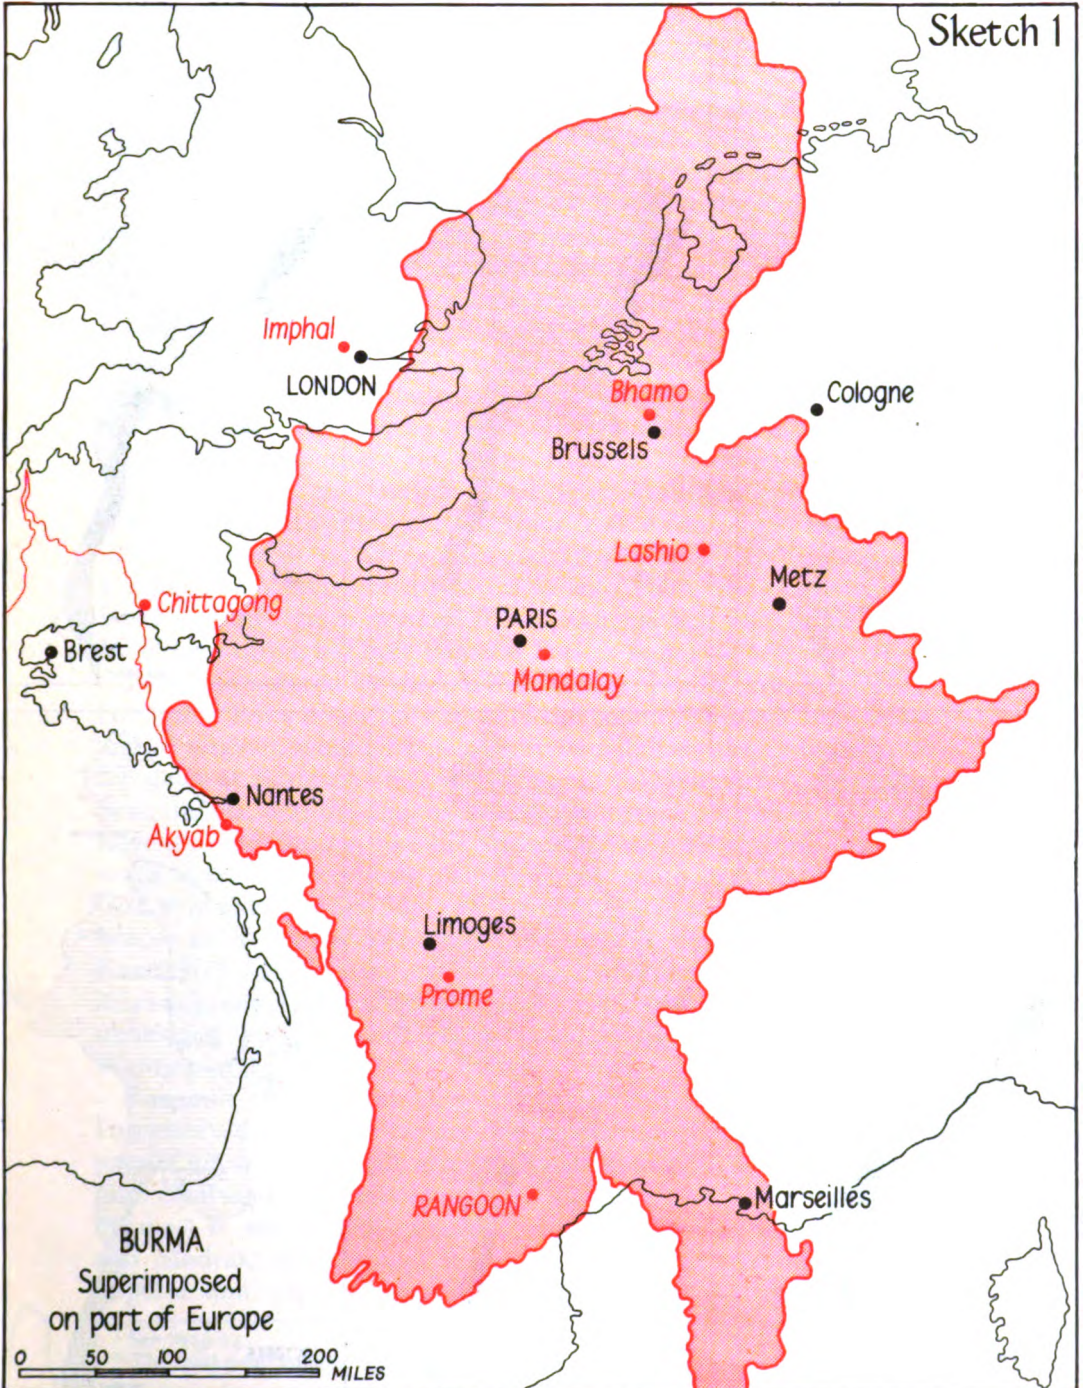 Sketch 1
Imphal
LONDON
Bhamo
Cologne
Brussels
Lashio
Metz
Chittagong
PARIS
Brest
Mandalay
Nantes
Akyab
Limoges
Prome
Marseilles
RANGOON
BURMA
Superimposed
on part of Europe
0 50 100 200
MILES